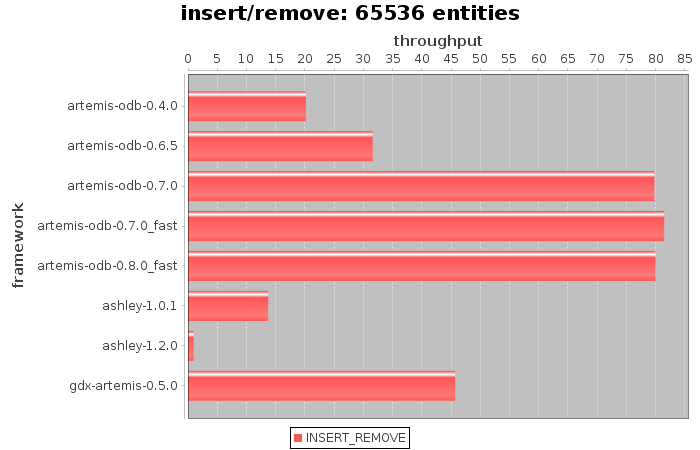 insert/remove: 65536 entities
throughput
0 5 10 15 20 25 30 35 40 45 50 55 60 65 70 75 80 85
framework
artemis-odb-0.4.0
artemis-odb-0.6.5
artemis-odb-0.7.0
artemis-odb-0.7.0_fast
artemis-odb-0.8.0_fast
ashley-1.0.1
ashley-1.2.0
gdx-artemis-0.5.0
INSERT_REMOVE